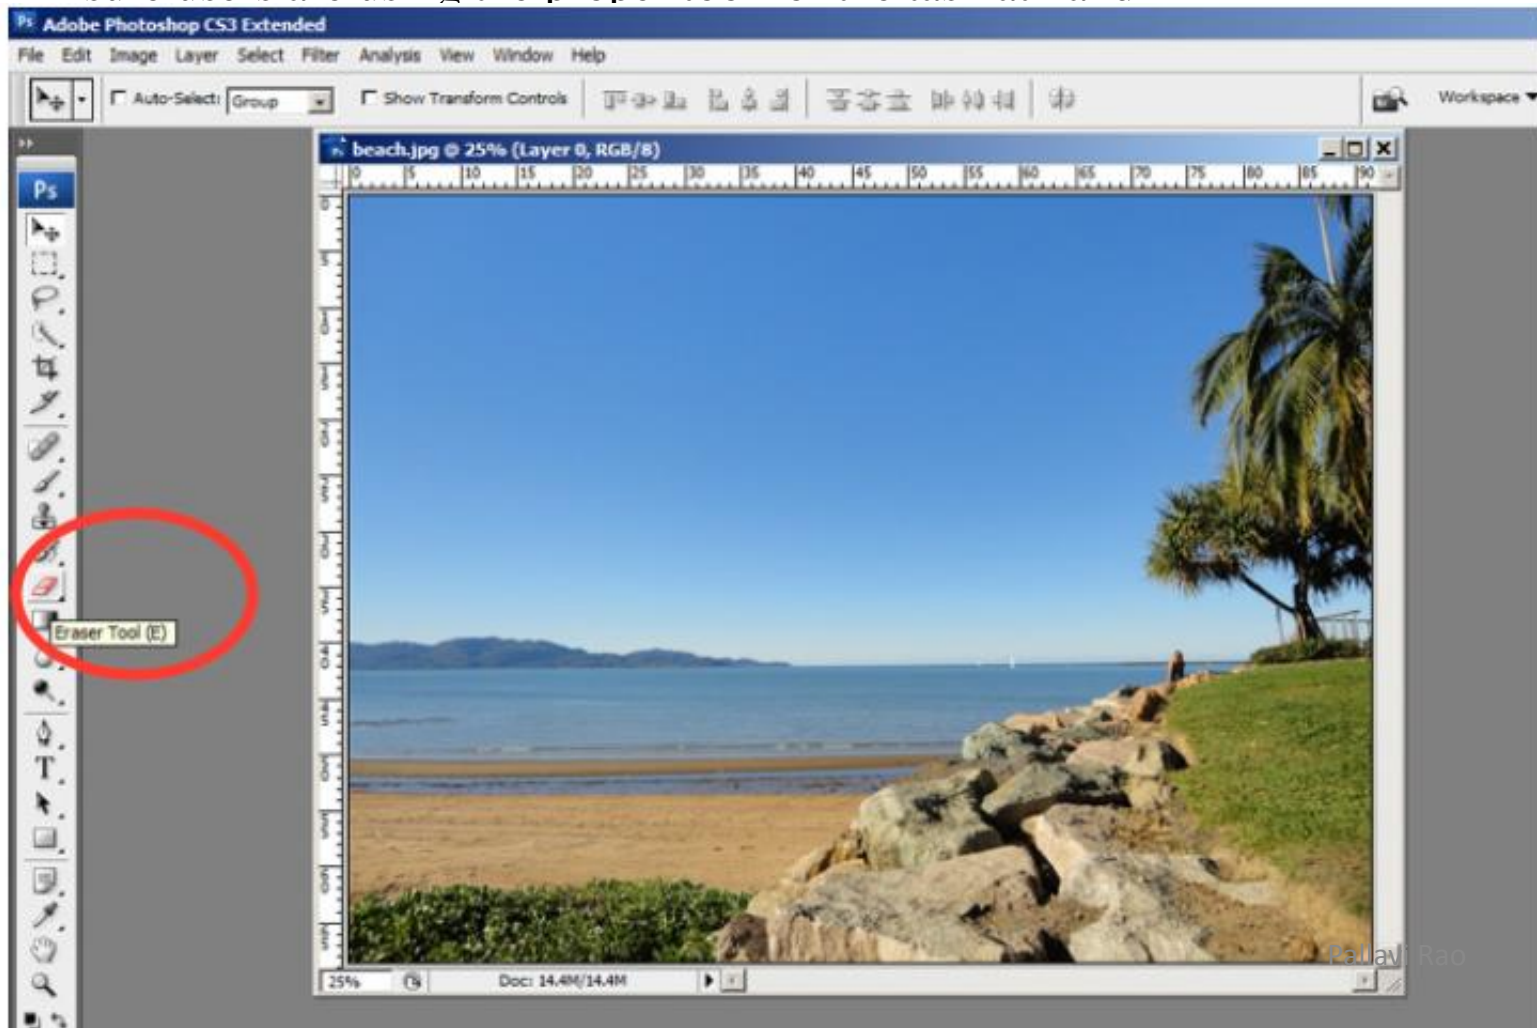 Adobe Photoshop CS3 Extended
File Edit Image Layer Select Filter Analysis View Window Help
Auto-Select: Group Show Transform Controls Workspace
beach.jpg @ 25% (Layer 0, RGB/8)
0 5 10 15 20 25 30 35 40 45 50 55 60 65 70 75 80 85 90
Ps
T
Eraser Tool (E)
Pallavi Rao
25% Doc: 14.4M/14.4M